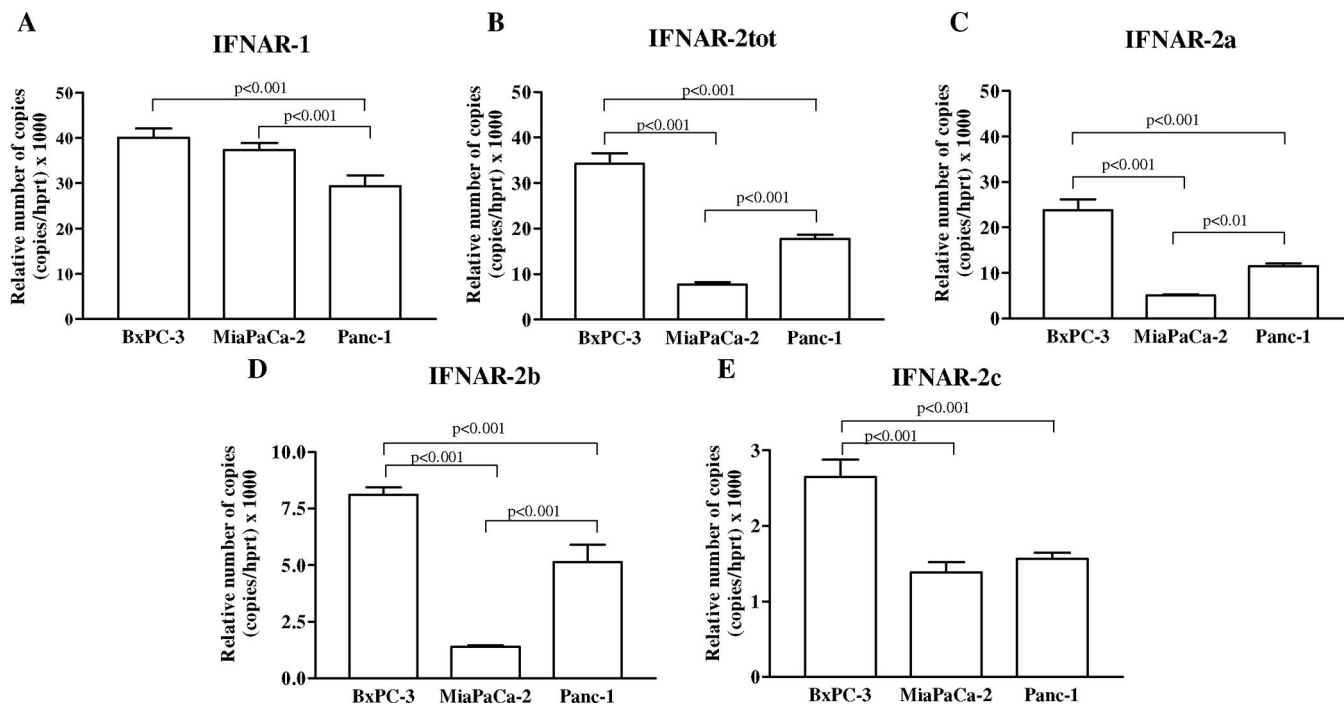 A
IFNAR-1
Relative number of copies
(copies/hprt) x 1000
50
40
30
20
10
0
p<0.001
p<0.001
BxPC-3
MiaPaCa-2
Panc-1
B
IFNAR-2tot
Relative number of copies
(copies/hprt) x 1000
50
40
30
20
10
0
p<0.001
p<0.001
p<0.001
BxPC-3
MiaPaCa-2
Panc-1
C
IFNAR-2a
Relative number of copies
(copies/hprt) x 1000
50
40
30
20
10
0
p<0.001
p<0.001
p<0.01
BxPC-3
MiaPaCa-2
Panc-1
D
IFNAR-2b
Relative number of copies
(copies/hprt) x 1000
10.0
7.5
5.0
2.5
0.0
p<0.001
p<0.001
p<0.001
BxPC-3
MiaPaCa-2
Panc-1
E
IFNAR-2c
Relative number of copies
(copies/hprt) x 1000
3
2
1
0
p<0.001
p<0.001
BxPC-3
MiaPaCa-2
Panc-1